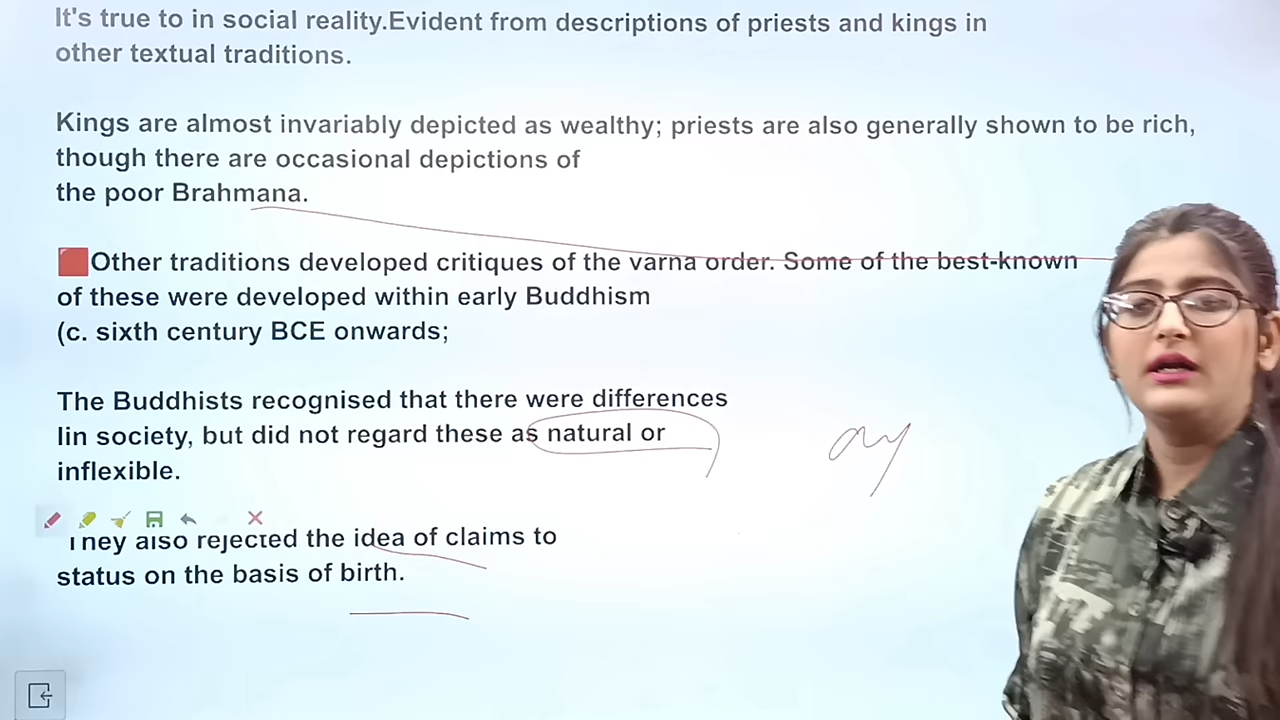 It's true to in social reality.Evident from descriptions of priests and kings in
other textual traditions.
Kings are almost invariably depicted as wealthy; priests are also generally shown to be rich,
though there are occasional depictions of
the poor Brahmana.
Other traditions developed critiques of the varna order. Some of the best-known
of these were developed within early Buddhism
(c. sixth century BCE onwards;
The Buddhists recognised that there were differences
Iin society, but did not regard these as natural or
inflexible.
They also rejected the idea of claims to
status on the basis of birth.